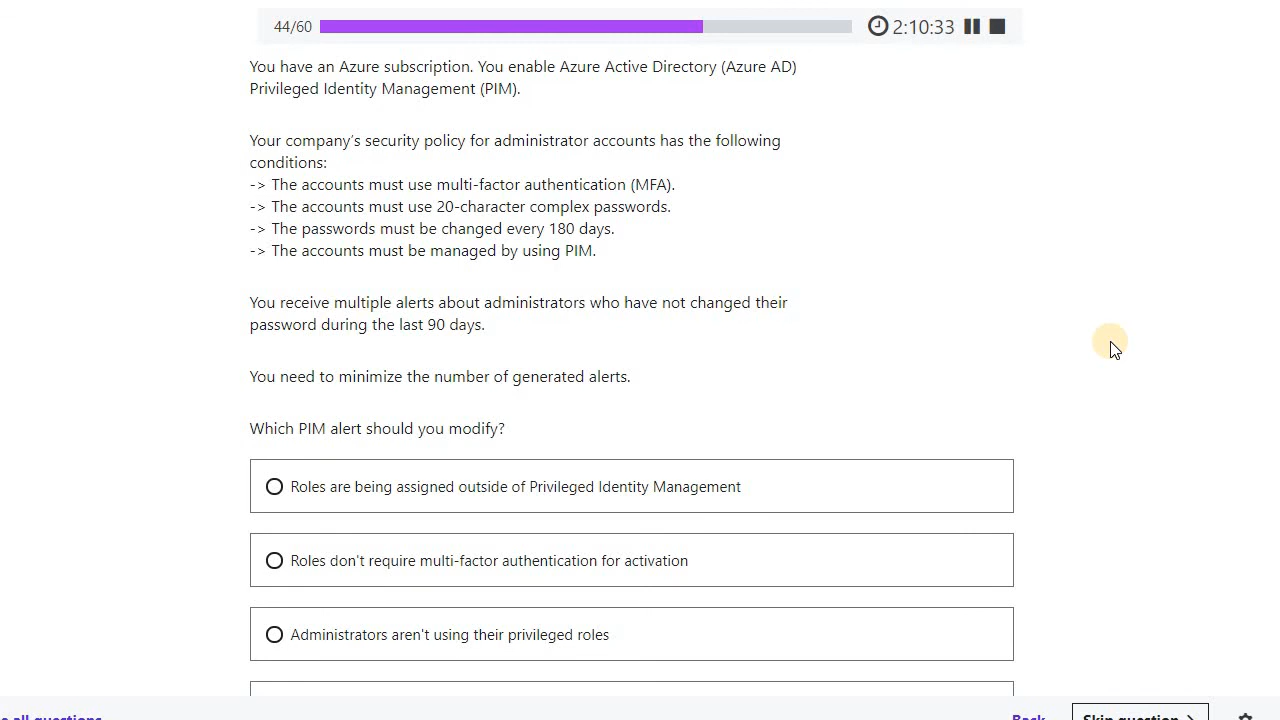 44/60
2:10:33
You have an Azure subscription. You enable Azure Active Directory (Azure AD)
Privileged Identity Management (PIM).
Your company's security policy for administrator accounts has the following
conditions:
-> The accounts must use multi-factor authentication (MFA).
-> The accounts must use 20-character complex passwords.
-> The passwords must be changed every 180 days.
-> The accounts must be managed by using PIM.
You receive multiple alerts about administrators who have not changed their
password during the last 90 days.
You need to minimize the number of generated alerts.
Which PIM alert should you modify?
Roles are being assigned outside of Privileged Identity Management
Roles don't require multi-factor authentication for activation
Administrators aren't using their privileged roles
e all questions
Back
Skip question